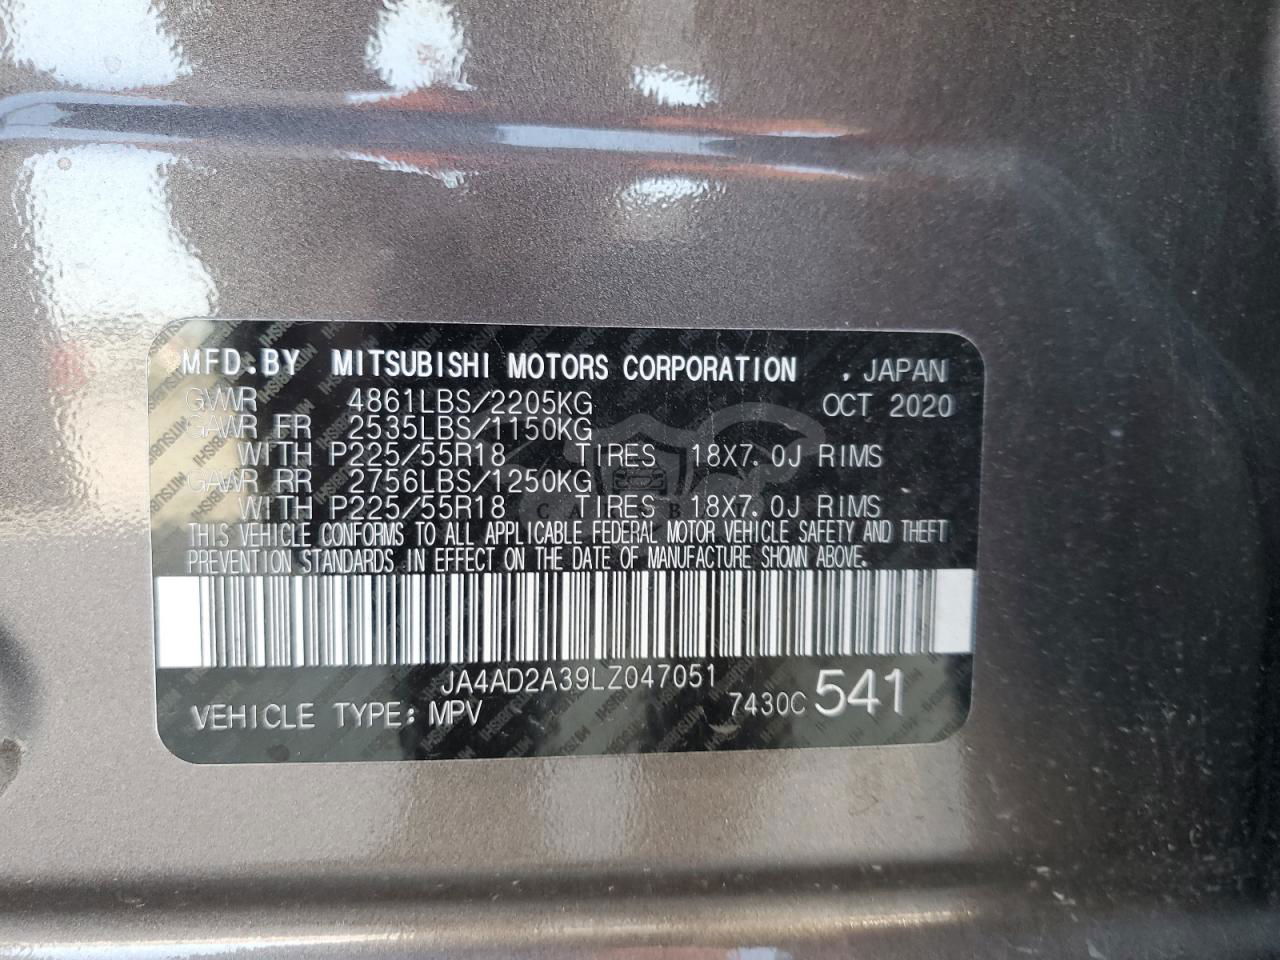 MFD.BY MITSUBISHI MOTORS CORPORATION , JAPAN
GVWR 4861LBS/2205KG OCT 2020
GAWR FR 2535LBS/1150KG
WITH P225/55R18 TIRES 18X7.0J RIMS
GAWR RR 2756LBS/1250KG
WITH P225/55R18 TIRES 18X7.0J RIMS
THIS VEHICLE CONFORMS TO ALL APPLICABLE FEDERAL MOTOR VEHICLE SAFETY AND THEFT
PREVENTION STANDARDS IN EFFECT ON THE DATE OF MANUFACTURE SHOWN ABOVE.
JA4AD2A39LZ047051
VEHICLE TYPE: MPV 7430C 541